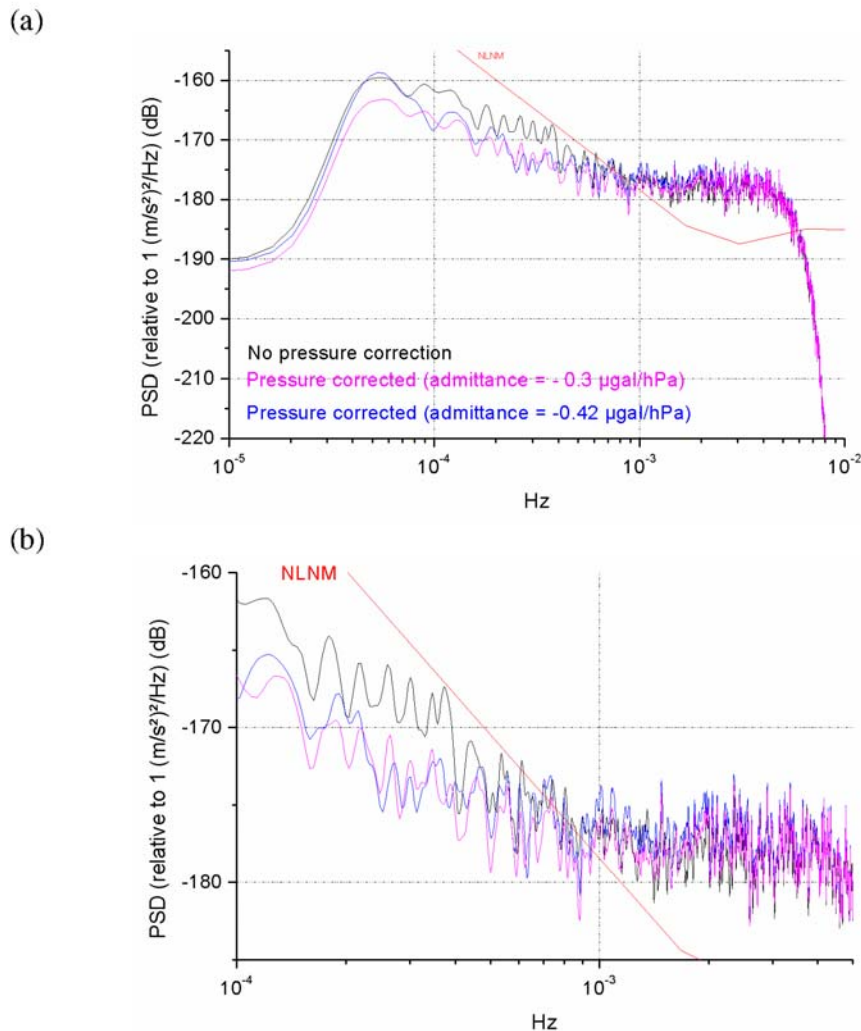 (a)
NLNM
-160
-170
-180
-190
-200
-210
-220
PSD (relative to 1 (m/s²)²/Hz) (dB)
No pressure correction
Pressure corrected (admittance = - 0.3 µgal/hPa)
Pressure corrected (admittance = -0.42 µgal/hPa)
10⁻⁵
10⁻⁴
10⁻³
10⁻²
Hz
(b)
NLNM
-160
-170
-180
PSD (relative to 1 (m/s²)²/Hz) (dB)
10⁻⁴
10⁻³
Hz